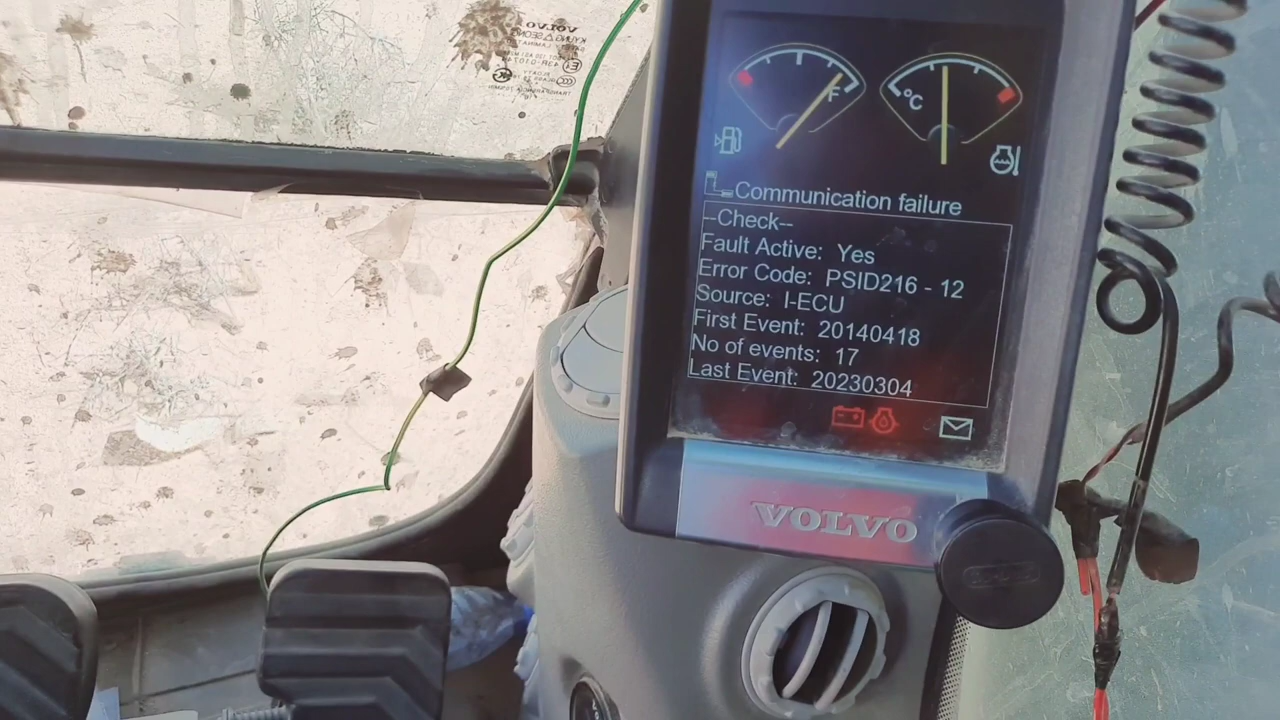 VOLVO
F
°C
Communication failure
--Check--
Fault Active: Yes
Error Code: PSID216 - 12
Source: I-ECU
First Event: 20140418
No of events: 17
Last Event: 20230304
VOLVO